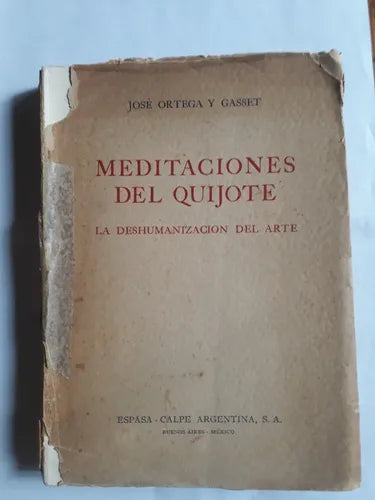 JOSÉ ORTEGA Y GASSET
MEDITACIONES
DEL QUIJOTE
LA DESHUMANIZACION DEL ARTE
ESPASA - CALPE ARGENTINA, S. A.
BUENOS AIRES - MÉXICO